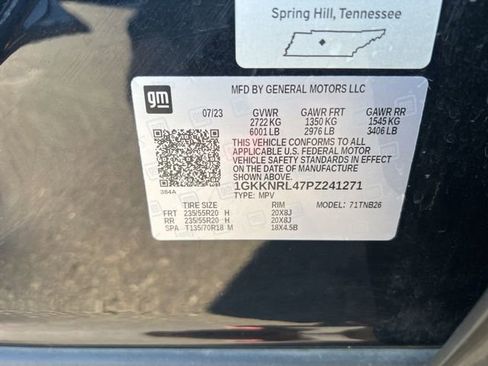 Spring Hill, Tennessee
gm
MFD BY GENERAL MOTORS LLC
07/23 GVWR GAWR FRT GAWR RR
2722 KG 1350 KG 1545 KG
6001 LB 2976 LB 3406 LB
THIS VEHICLE CONFORMS TO ALL
APPLICABLE U.S. FEDERAL MOTOR
VEHICLE SAFETY AND THEFT PREVENTION
STANDARDS IN EFFECT ON THE DATE OF
MANUFACTURE SHOWN ABOVE.
1GKKNRL47PZ241271
384A TYPE: MPV MODEL: 71TNB26
TIRE SIZE RIM
FRT 235/55R20 H 20X8J
RR 235/55R20 H 20X8J
SPA T135/70R18 M 18X4.5B